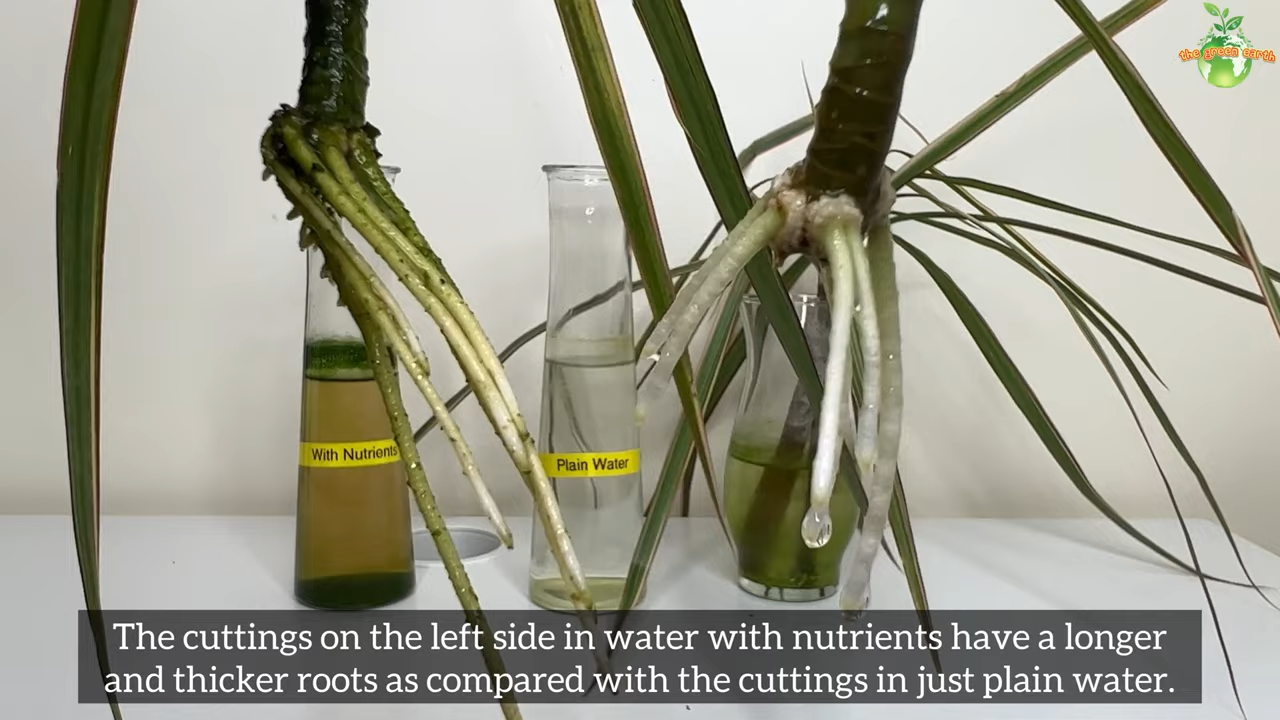 the green earth
With Nutrients
Plain Water
The cuttings on the left side in water with nutrients have a longer
and thicker roots as compared with the cuttings in just plain water.